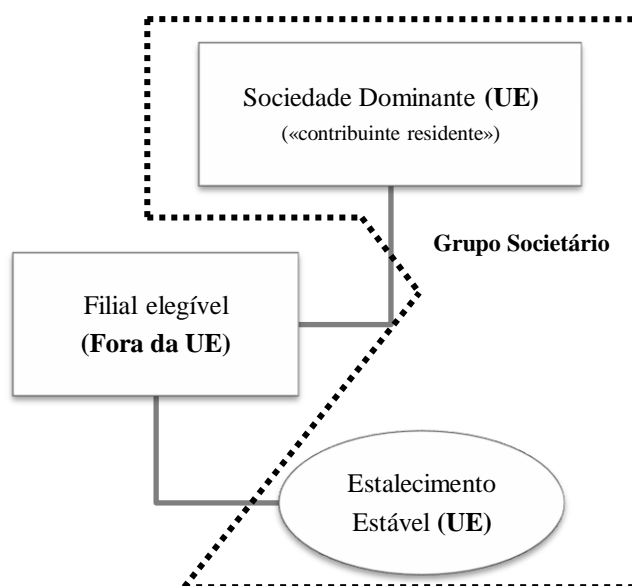 Sociedade Dominante (UE)
(«contribuinte residente»)
Grupo Societário
Filial elegível
(Fora da UE)
Estalecimento
Estável (UE)